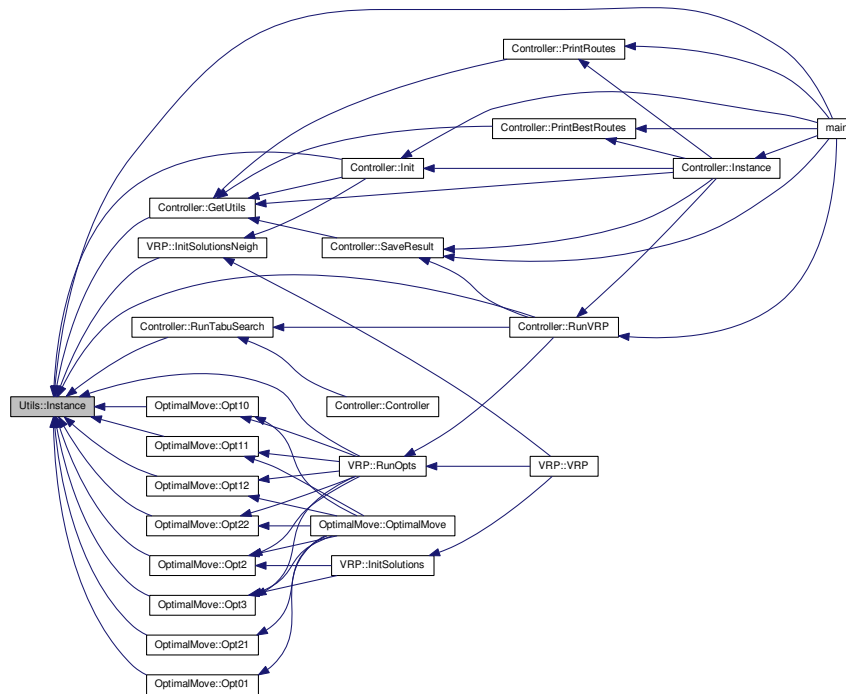 Controller::PrintRoutes
Controller::PrintBestRoutes
main
Controller::Init
Controller::Instance
Controller::GetUtils
VRP::InitSolutionsNeigh
Controller::SaveResult
Controller::RunTabuSearch
Controller::RunVRP
Utils::Instance
OptimalMove::Opt10
Controller::Controller
OptimalMove::Opt11
VRP::RunOpts
VRP::VRP
OptimalMove::Opt12
OptimalMove::Opt22
OptimalMove::OptimalMove
OptimalMove::Opt2
VRP::InitSolutions
OptimalMove::Opt3
OptimalMove::Opt21
OptimalMove::Opt01